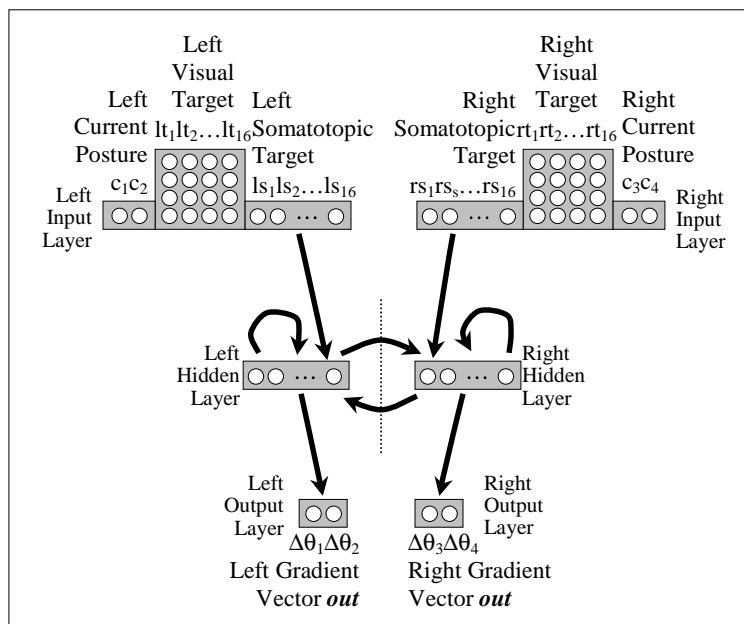 Left
Visual
Target
lt₁lt₂…lt₁₆
Left
Current
Posture
c₁c₂
Left
Somatotopic
Target
ls₁ls₂…ls₁₆
Left
Input
Layer
…
Right
Visual
Target
rt₁rt₂…rt₁₆
Right
Somatotopic
Target
rs₁rsₛ…rs₁₆
Right
Current
Posture
c₃c₄
Right
Input
Layer
…
Left
Hidden
Layer
…
Right
Hidden
Layer
…
Left
Output
Layer
Δθ₁Δθ₂
Left Gradient
Vector out
Right
Output
Layer
Δθ₃Δθ₄
Right Gradient
Vector out